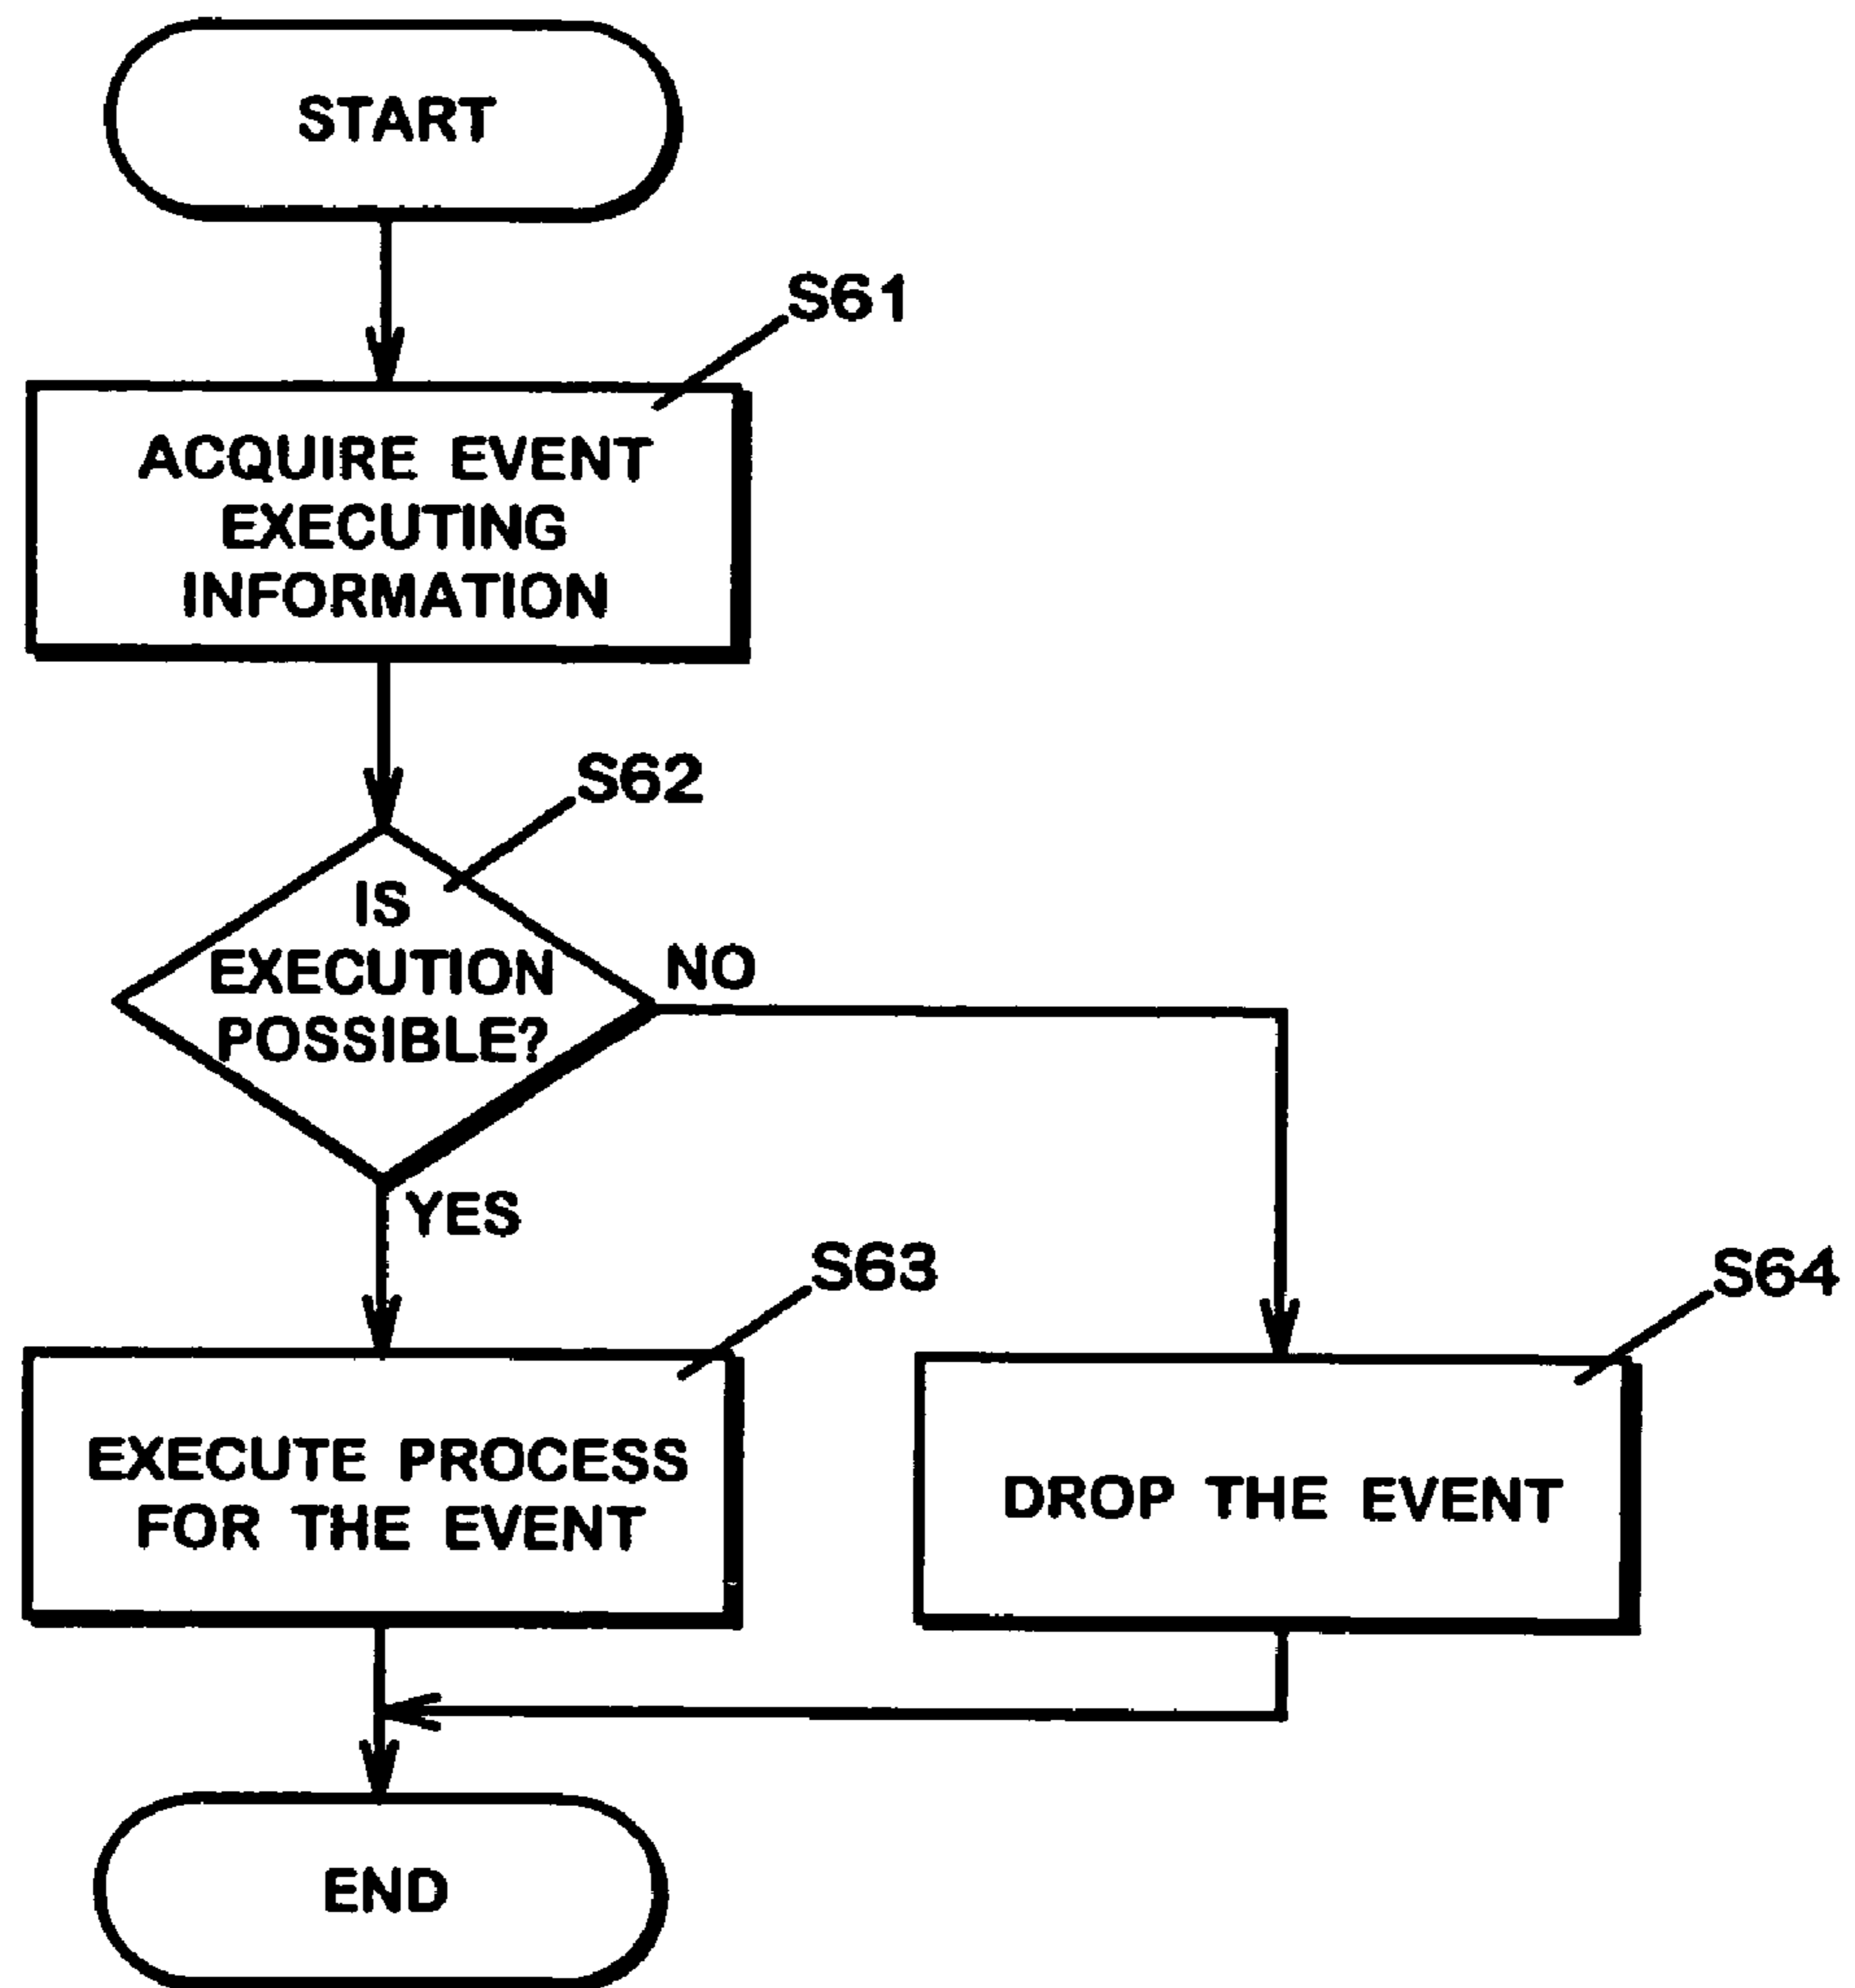 START
S61
ACQUIRE EVENT
EXECUTING
INFORMATION
S62
IS
EXECUTION
POSSIBLE?
NO
YES
S63
S64
EXECUTE PROCESS
FOR THE EVENT
DROP THE EVENT
END